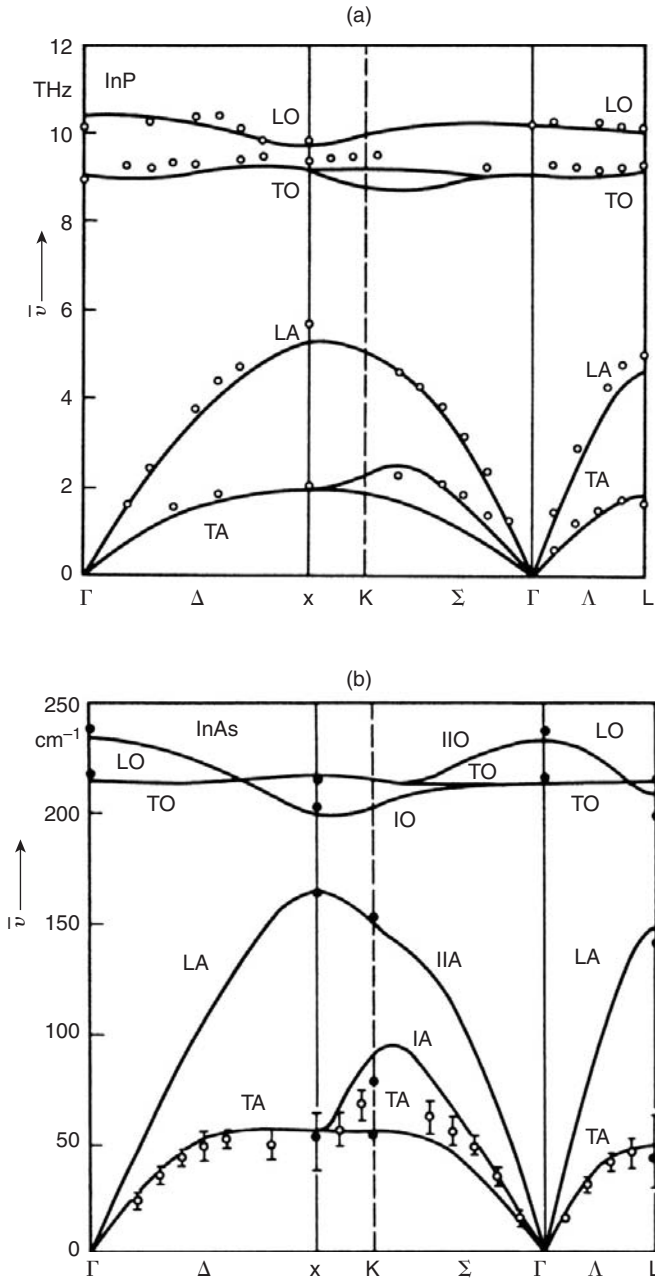 (a)
12
THz
InP
10
LO
LO
TO
TO
8
ν̅
6
LA
LA
4
TA
2
TA
0
Γ
Δ
x
K
Σ
Γ
Λ
L
(b)
250
cm⁻¹
InAs
IIO
LO
LO
TO
TO
TO
200
IO
ν̅
150
LA
IIA
LA
100
IA
TA
TA
TA
50
0
Γ
Δ
x
K
Σ
Γ
Λ
L